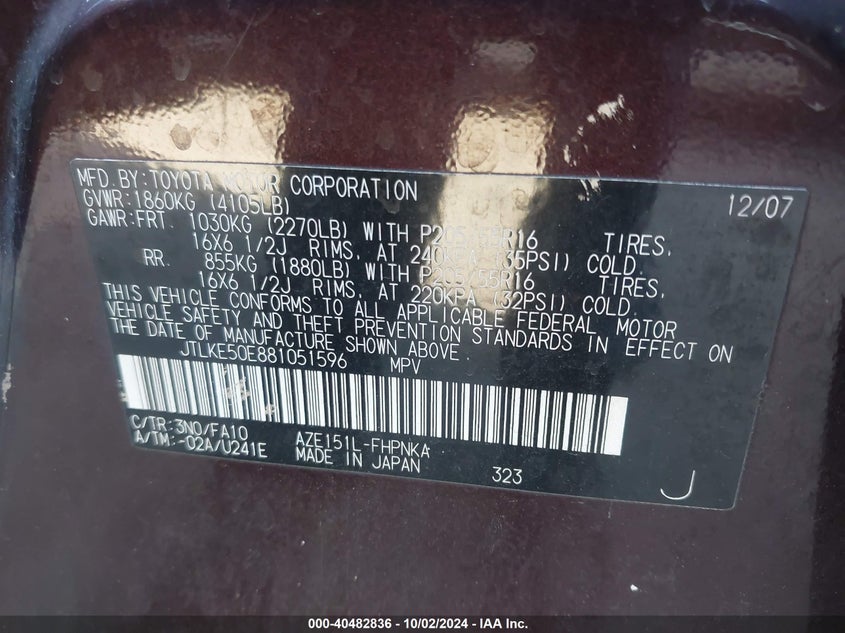 MFD.BY:TOYOTA MOTOR CORPORATION 12/07
GVWR:1860KG (4105LB)
GAWR:FRT. 1030KG (2270LB) WITH P205/55R16 TIRES,
16X6 1/2J RIMS, AT 240KPA (35PSI) COLD.
RR. 855KG (1880LB) WITH P205/55R16 TIRES,
16X6 1/2J RIMS, AT 220KPA (32PSI) COLD.
THIS VEHICLE CONFORMS TO ALL APPLICABLE FEDERAL MOTOR
VEHICLE SAFETY AND THEFT PREVENTION STANDARDS IN EFFECT ON
THE DATE OF MANUFACTURE SHOWN ABOVE.
JTLKE50E881051596 MPV
C/TR:3N0/FA10 AZE151L-FHPNKA
A/TM:-02A/U241E MADE IN JAPAN
323 J
000-40482836 - 10/02/2024 - IAA Inc.